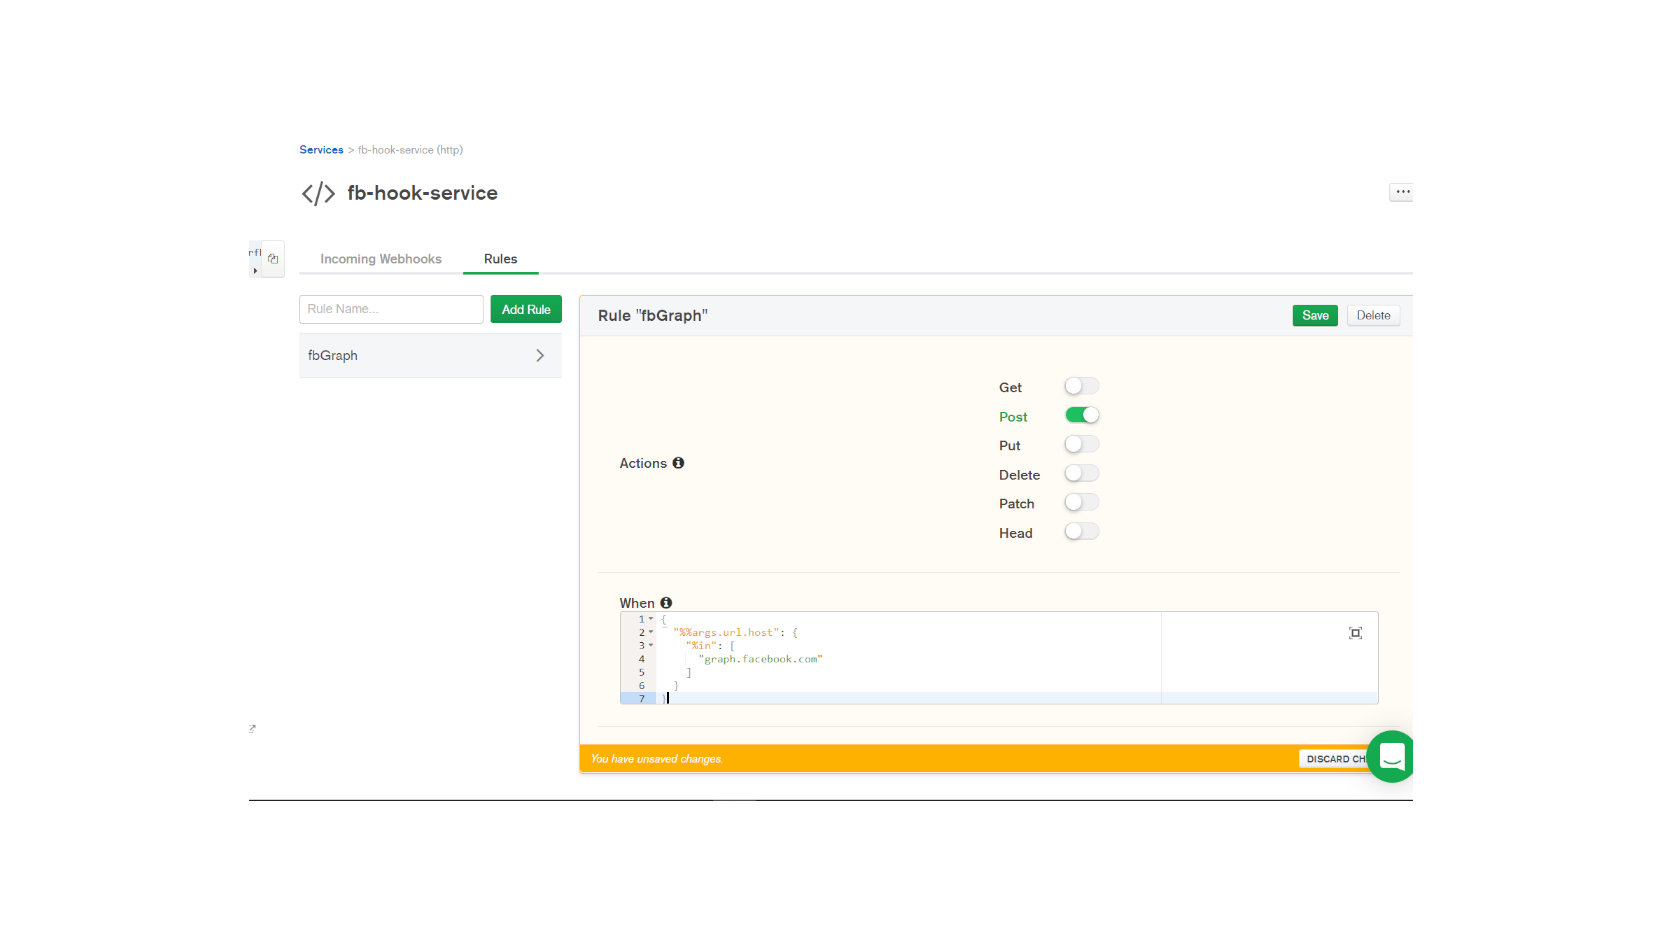 Services > fb-hook-service (http)
</> fb-hook-service
...
Incoming Webhooks Rules
Rule Name... Add Rule
fbGraph
Rule "fbGraph" Save Delete
Get
Post
Put
Delete
Patch
Head
Actions
When
1 {
2 "%%args.url.host": {
3 "%in": [
4 "graph.facebook.com"
5 ]
6 }
7 }
You have unsaved changes. DISCARD CH